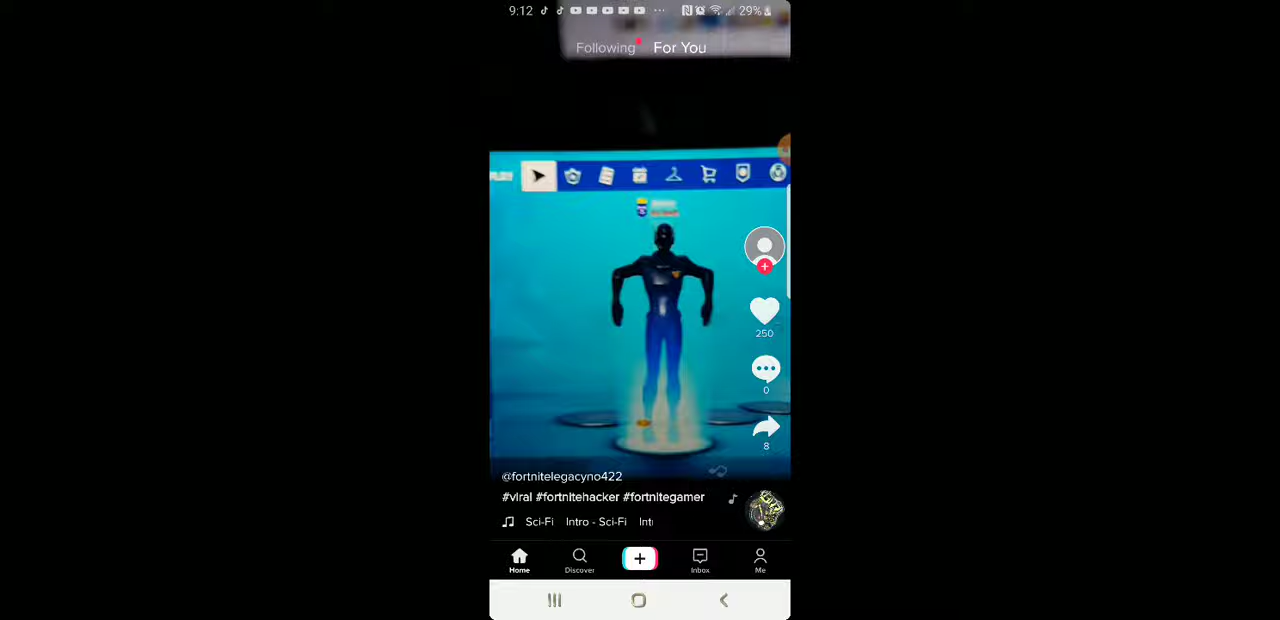 9:12
29%
Following For You
250
0
8
@fortnitelegacyno422
#viral #fortnitehacker #fortnitegamer
Sci-Fi Intro - Sci-Fi Int
Home Discover Inbox Me